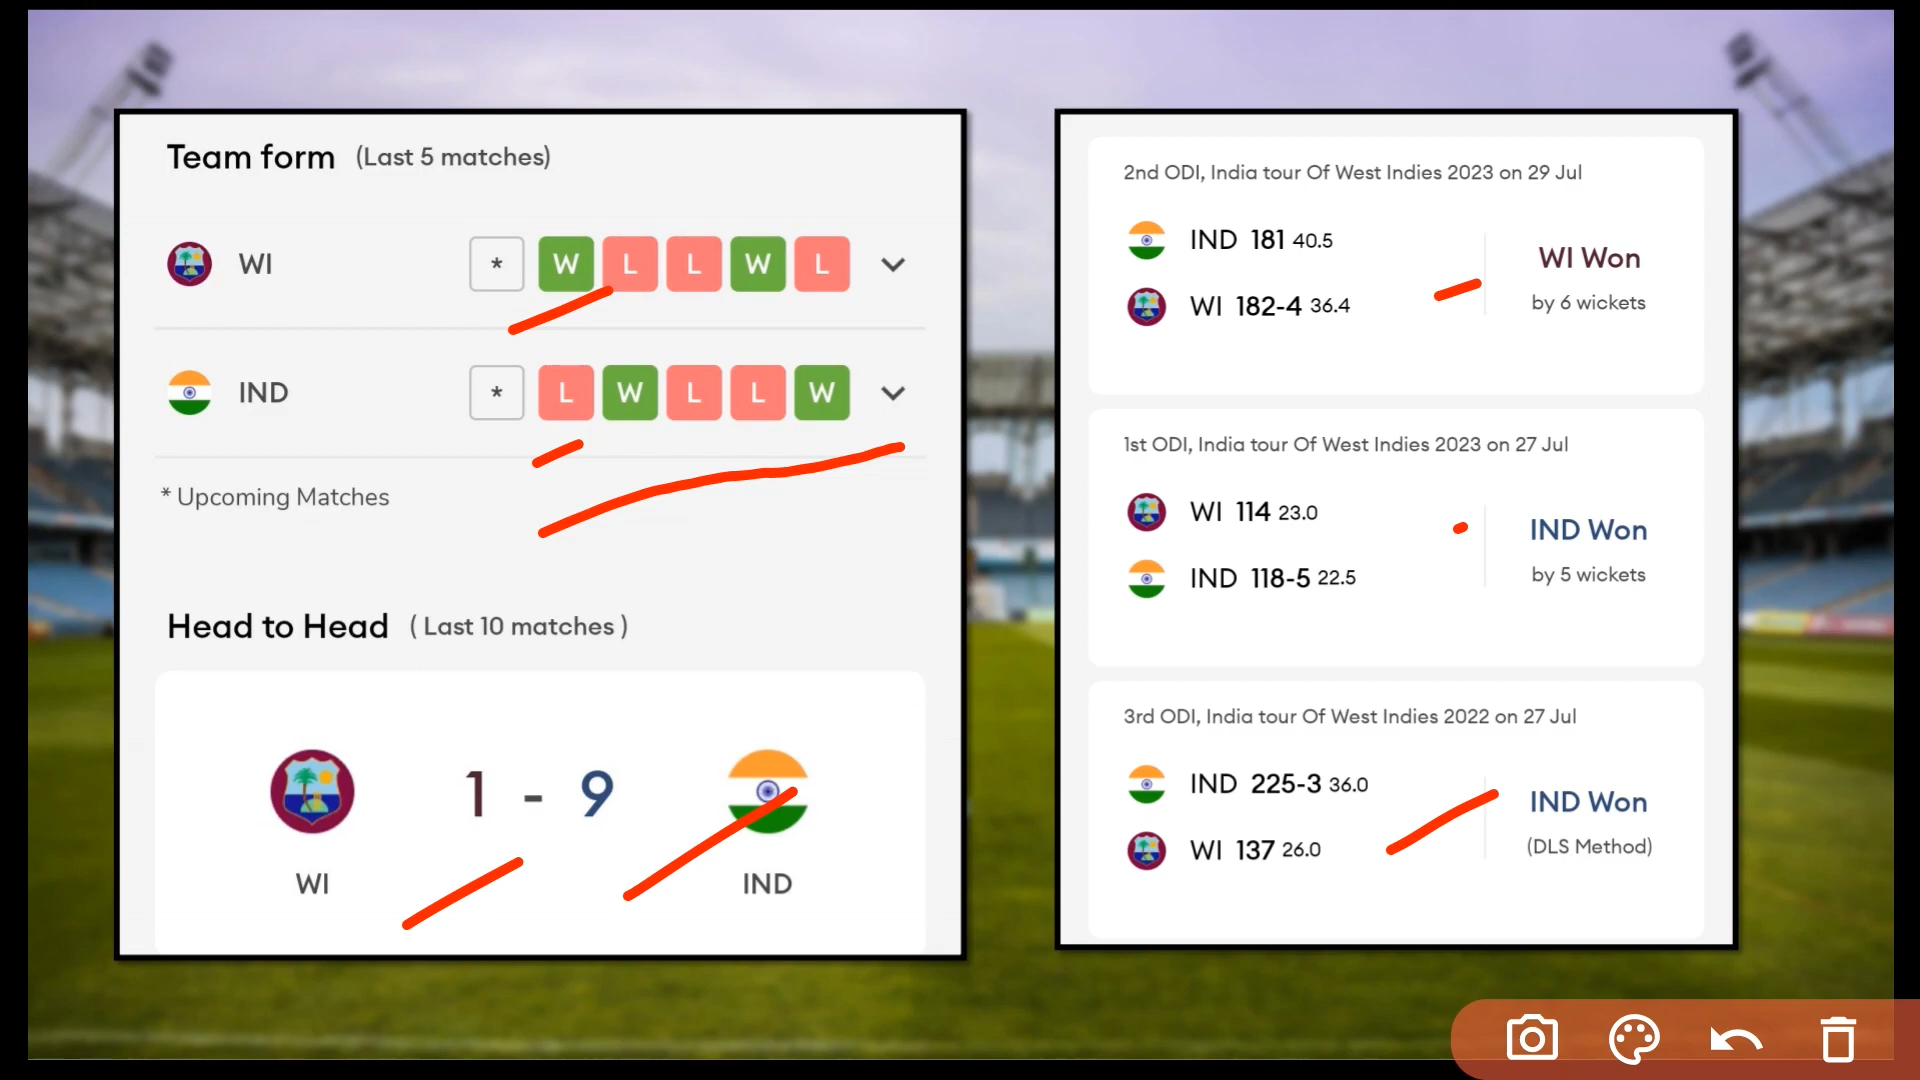 Team form (Last 5 matches)
WI * W L L W L
IND * L W L L W
* Upcoming Matches
Head to Head ( Last 10 matches )
1 - 9
WI IND
2nd ODI, India tour Of West Indies 2023 on 29 Jul
IND 181 40.5
WI 182-4 36.4
WI Won
by 6 wickets
1st ODI, India tour Of West Indies 2023 on 27 Jul
WI 114 23.0
IND 118-5 22.5
IND Won
by 5 wickets
3rd ODI, India tour Of West Indies 2022 on 27 Jul
IND 225-3 36.0
WI 137 26.0
IND Won
(DLS Method)